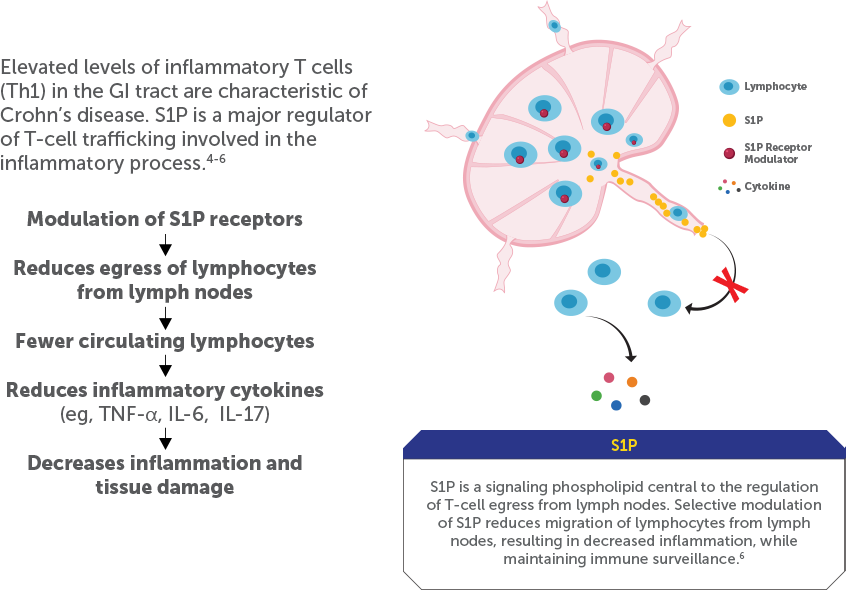 Elevated levels of inflammatory T cells
(Th1) in the GI tract are characteristic of
Crohn’s disease. S1P is a major regulator
of T-cell trafficking involved in the
inflammatory process.⁴⁻⁶
Modulation of S1P receptors
Reduces egress of lymphocytes
from lymph nodes
Fewer circulating lymphocytes
Reduces inflammatory cytokines
(eg, TNF-α, IL-6, IL-17)
Decreases inflammation and
tissue damage
Lymphocyte
S1P
S1P Receptor
Modulator
Cytokine
S1P
S1P is a signaling phospholipid central to the regulation
of T-cell egress from lymph nodes. Selective modulation
of S1P reduces migration of lymphocytes from lymph
nodes, resulting in decreased inflammation, while
maintaining immune surveillance.⁶